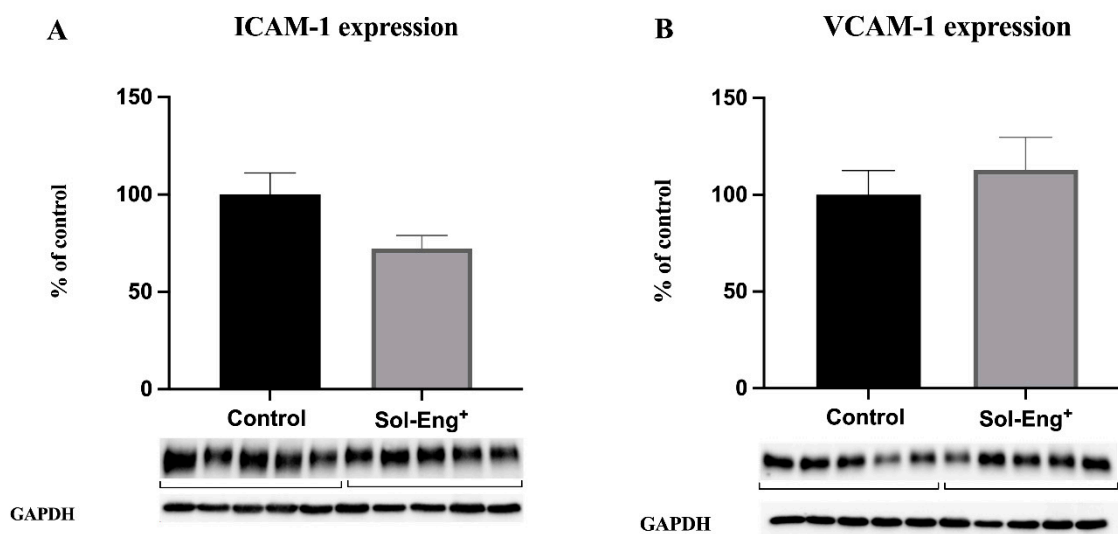 A
ICAM-1 expression
150
100
50
0
% of control
Control
Sol-Eng⁺
GAPDH
B
VCAM-1 expression
150
100
50
0
% of control
Control
Sol-Eng⁺
GAPDH